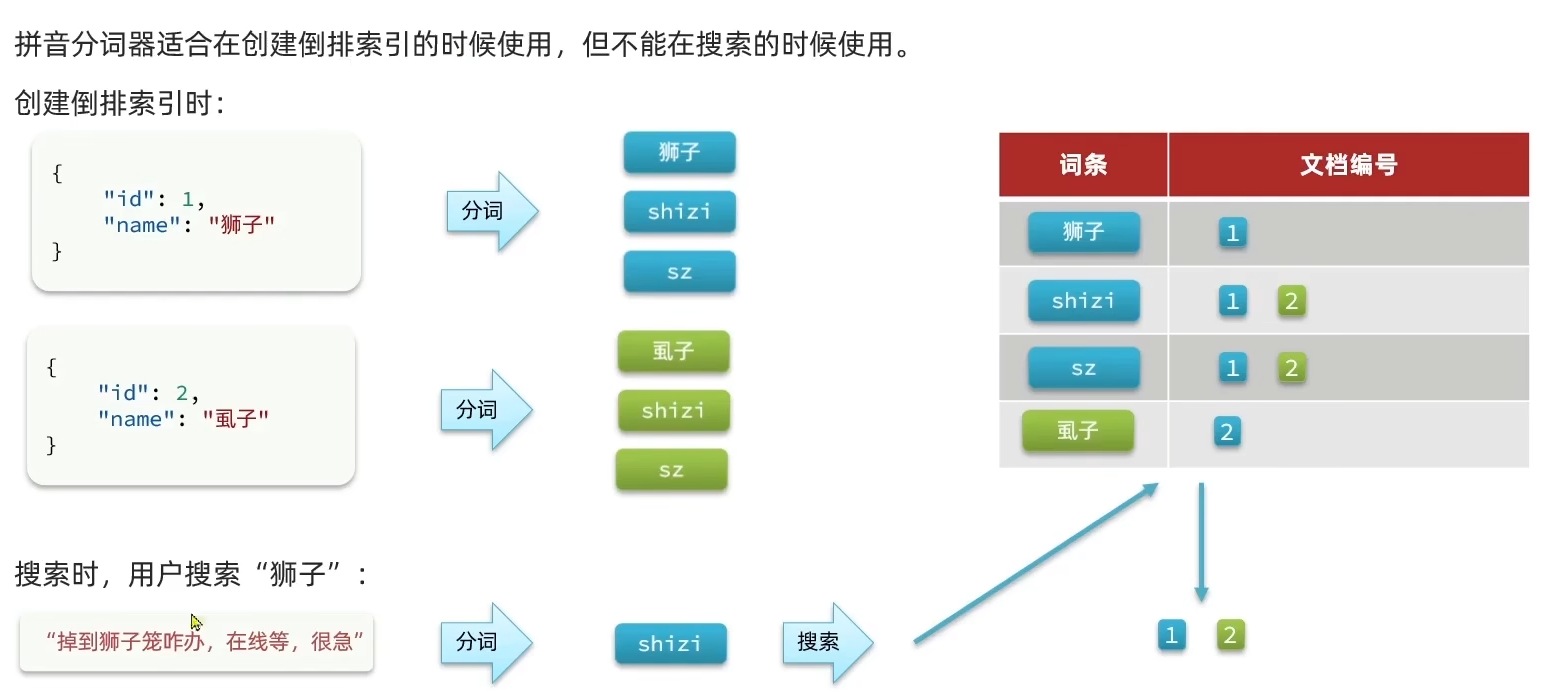 拼音分词器适合在创建倒排索引的时候使用，但不能在搜索的时候使用。
创建倒排索引时：
{
"id": 1,
"name": "狮子"
}
分词
狮子
shizi
sz
{
"id": 2,
"name": "虱子"
}
分词
虱子
shizi
sz
词条 文档编号
狮子 1
shizi 1 2
sz 1 2
虱子 2
搜索时，用户搜索“狮子”：
“掉到狮子笼咋办，在线等，很急”
分词
shizi
搜索
1 2